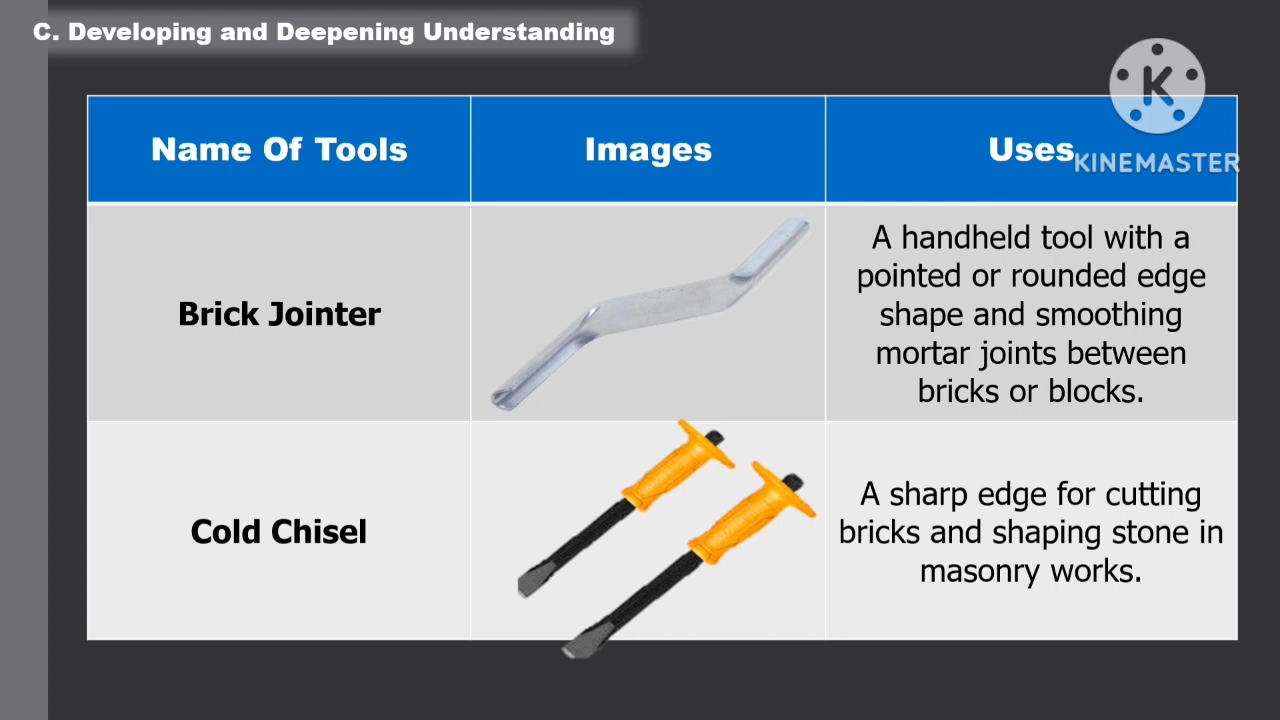 C. Developing and Deepening Understanding
K
KINEMASTER
Name Of Tools
Images
Uses
Brick Jointer
A handheld tool with a
pointed or rounded edge
shape and smoothing
mortar joints between
bricks or blocks.
Cold Chisel
A sharp edge for cutting
bricks and shaping stone in
masonry works.